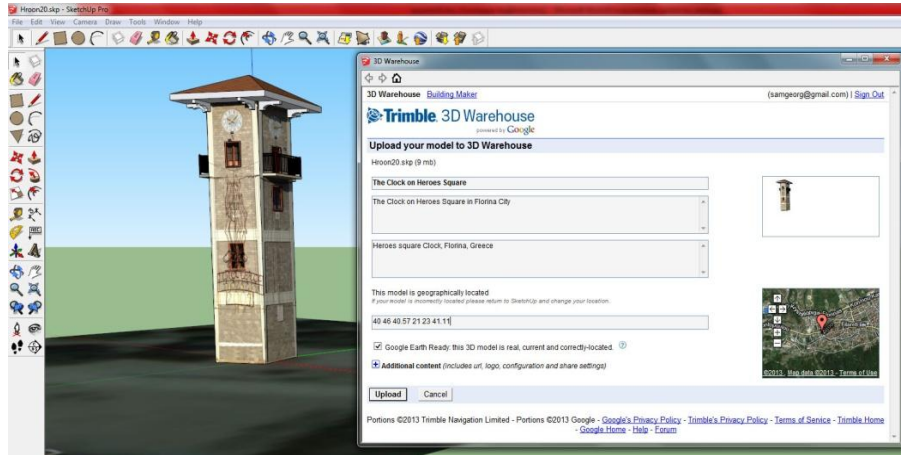 Hroon20.skp - SketchUp Pro
File Edit View Camera Draw Tools Window Help
3D Warehouse
3D Warehouse Building Maker (samgeorg@gmail.com) | Sign Out
Trimble. 3D Warehouse
powered by Google
Upload your model to 3D Warehouse
Hroon20.skp (9 mb)
The Clock on Heroes Square
The Clock on Heroes Square in Florina City
Heroes square Clock, Florina, Greece
This model is geographically located
If your model is incorrectly located please return to SketchUp and change your location.
40 46 40.57 21 23 41.11
Google Earth Ready: this 3D model is real, current and correctly-located.
Additional content (includes url, logo, configuration and share settings)
©2013 , Map data ©2013 - Terms of Use
Upload Cancel
Portions ©2013 Trimble Navigation Limited - Portions ©2013 Google - Google's Privacy Policy - Trimble's Privacy Policy - Terms of Service - Trimble Home
- Google Home - Help - Forum